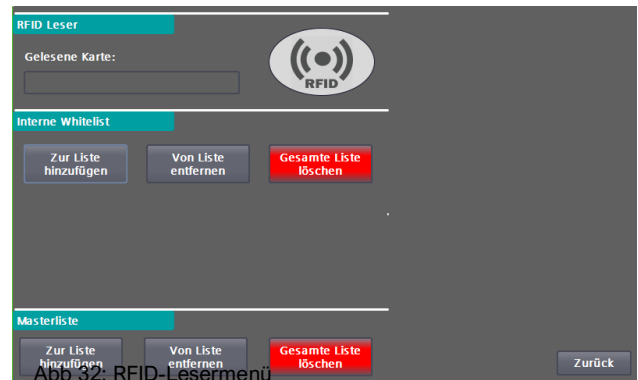 RFID Leser
Gelesene Karte:
RFID
Interne Whitelist
Zur Liste
hinzufügen
Von Liste
entfernen
Gesamte Liste
löschen
Masterliste
Zur Liste
hinzufügen
Von Liste
entfernen
Gesamte Liste
löschen
Zurück
Abb 32: RFID-Lesermenü